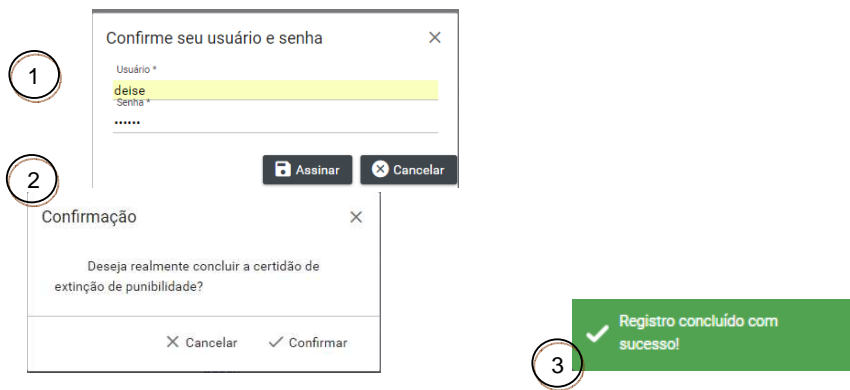 Confirme seu usuário e senha
1
Usuário *
deise
Senha *
••••••
Assinar Cancelar
2
Confirmação
Deseja realmente concluir a certidão de
extinção de punibilidade?
Cancelar Confirmar
Registro concluído com
sucesso!
3